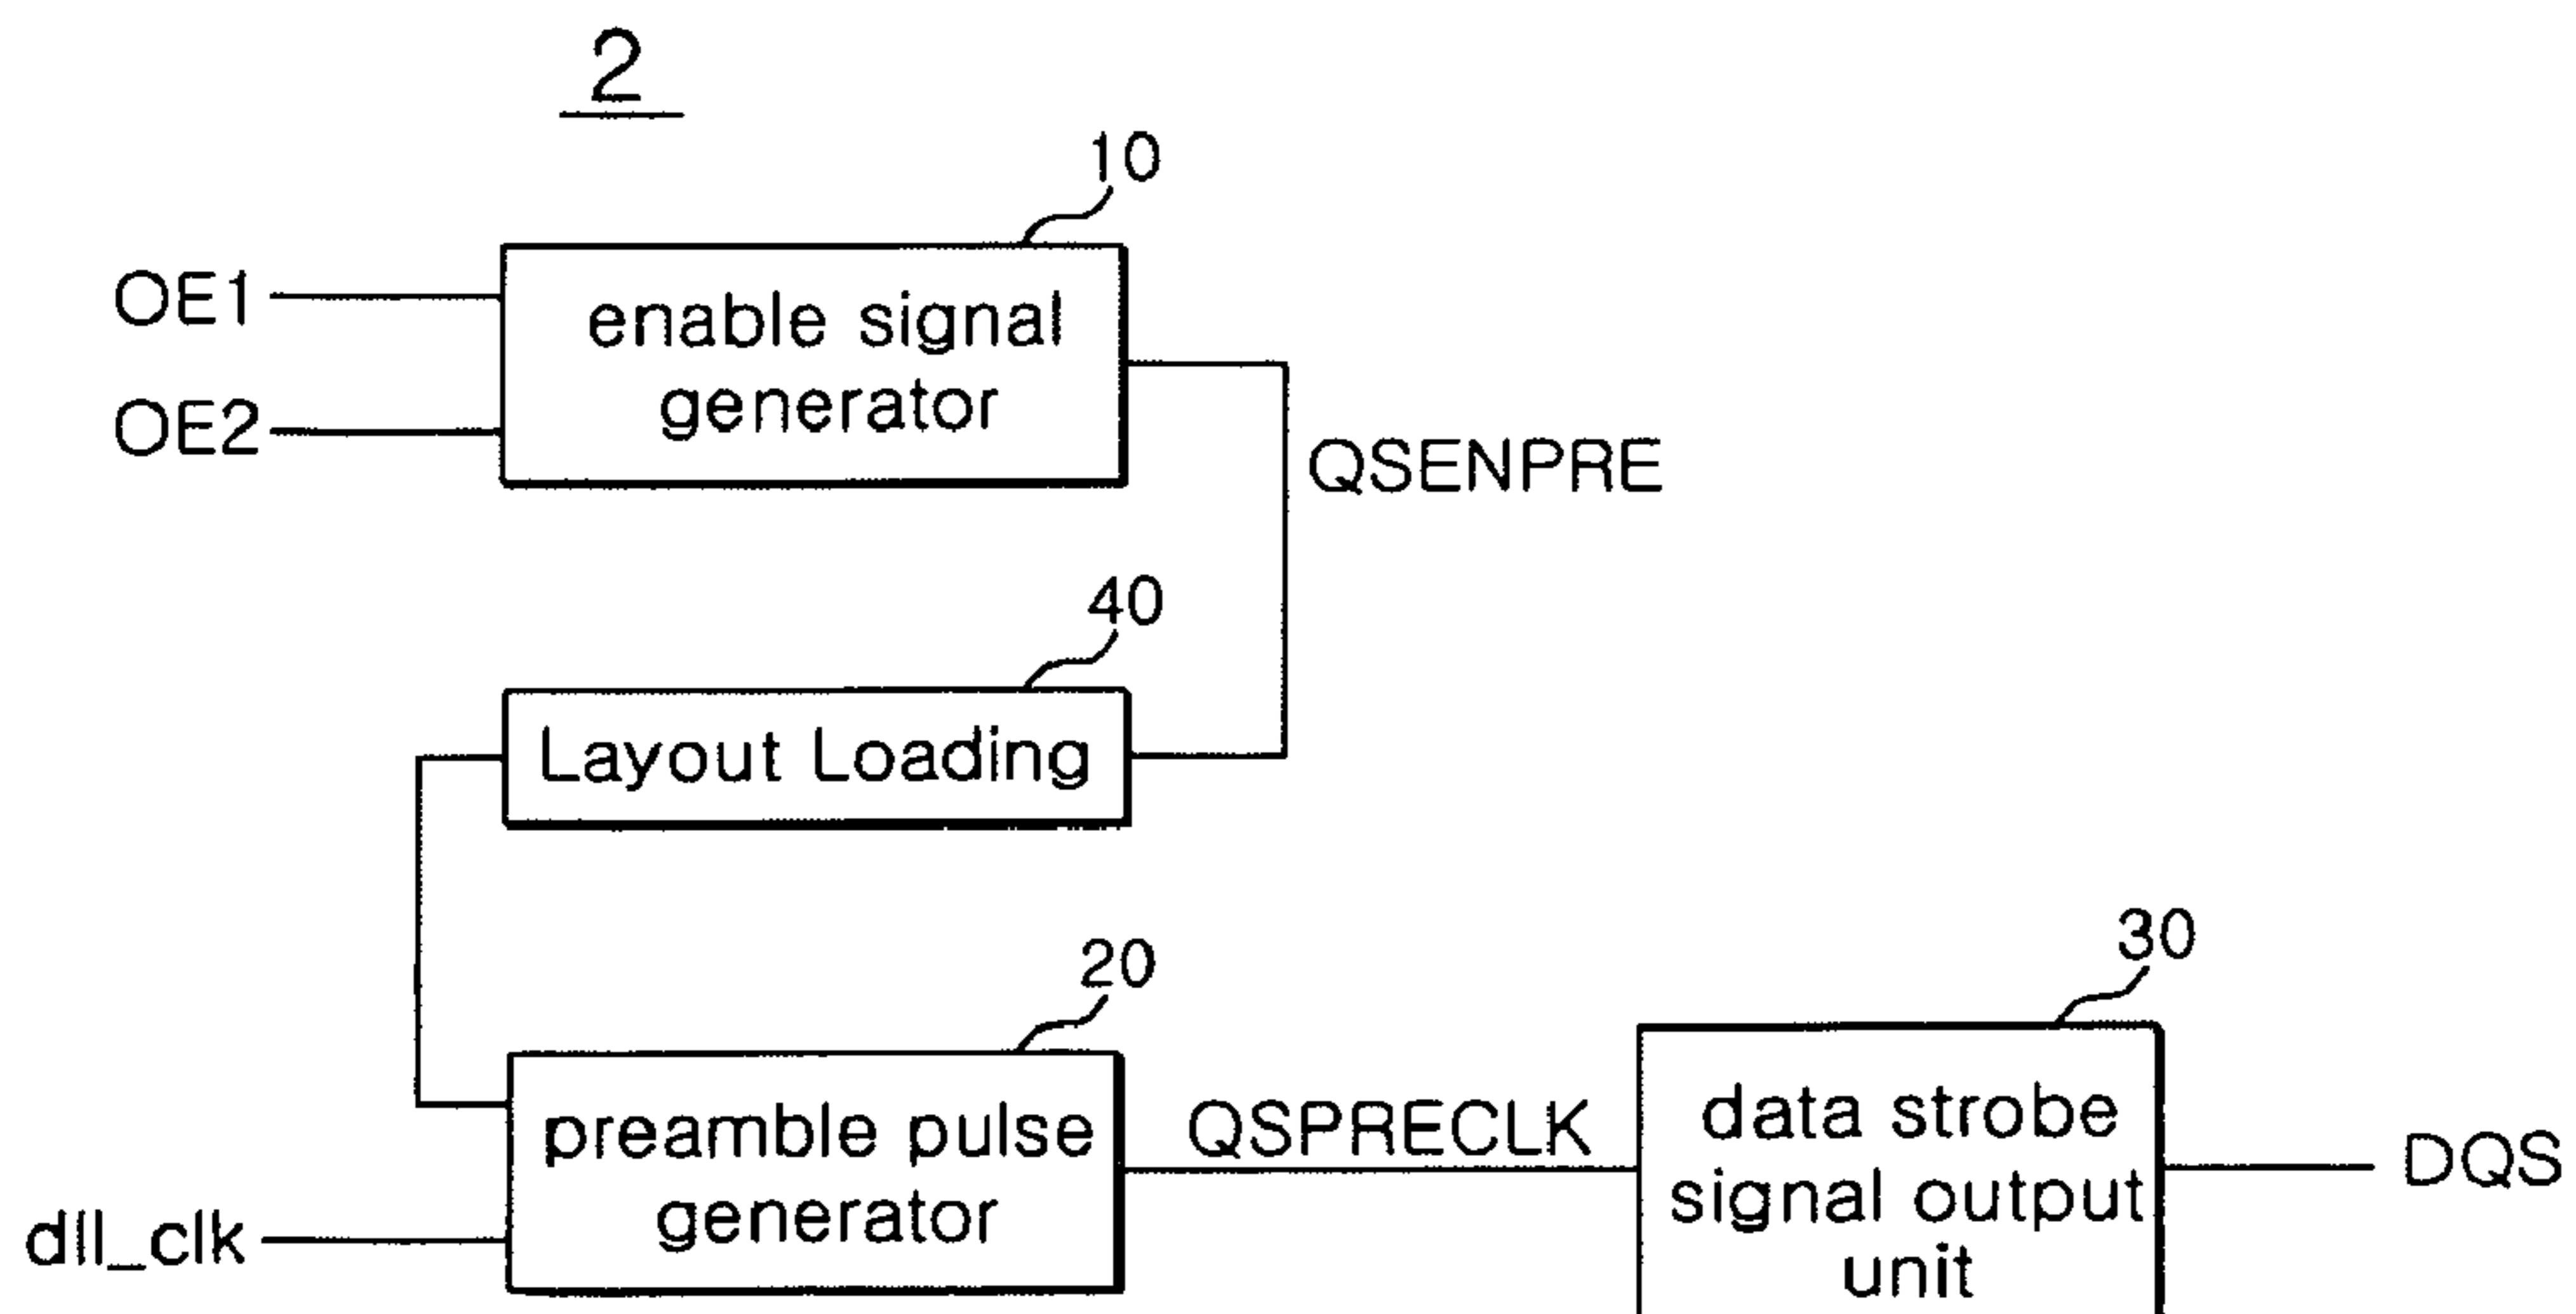 2
10
OE1
enable signal
generator
OE2
QSENPRE
40
Layout Loading
20
30
preamble pulse
generator
dll_clk
QSPRECLK
data strobe
signal output
unit
DQS